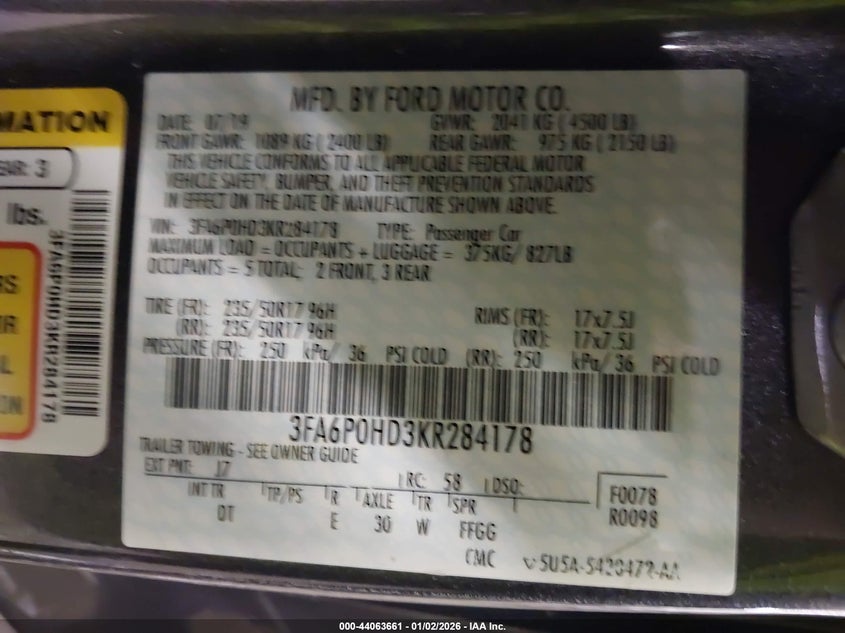 MATION
EAR: 3
lbs.
3FA6P0HD3KR284178
MFD. BY FORD MOTOR CO.
DATE: 07/19 GVWR: 2041 KG ( 4500 LB)
FRONT GAWR: 1089 KG ( 2400 LB) REAR GAWR: 975 KG ( 2150 LB)
THIS VEHICLE CONFORMS TO ALL APPLICABLE FEDERAL MOTOR
VEHICLE SAFETY, BUMPER, AND THEFT PREVENTION STANDARDS
IN EFFECT ON THE DATE OF MANUFACTURE SHOWN ABOVE.
VIN: 3FA6P0HD3KR284178 TYPE: Passenger Car
MAXIMUM LOAD = OCCUPANTS + LUGGAGE = 375KG/ 827LB
OCCUPANTS = 5 TOTAL; 2 FRONT, 3 REAR
TIRE (FR): 235/50R17 96H RIMS (FR): 17x7.5J
(RR): 235/50R17 96H (RR): 17x7.5J
PRESSURE (FR): 250 kPa/ 36 PSI COLD (RR): 250 kPa/ 36 PSI COLD
3FA6P0HD3KR284178
TRAILER TOWING - SEE OWNER GUIDE
EXT PNT: J7 RC: 58 DSO: F0078
INT TR TP/PS R AXLE TR SPR R0098
DT E 30 W FFGG
CMC 5U5A-5420472-AA
000-44063661 - 01/02/2026 - IAA Inc.